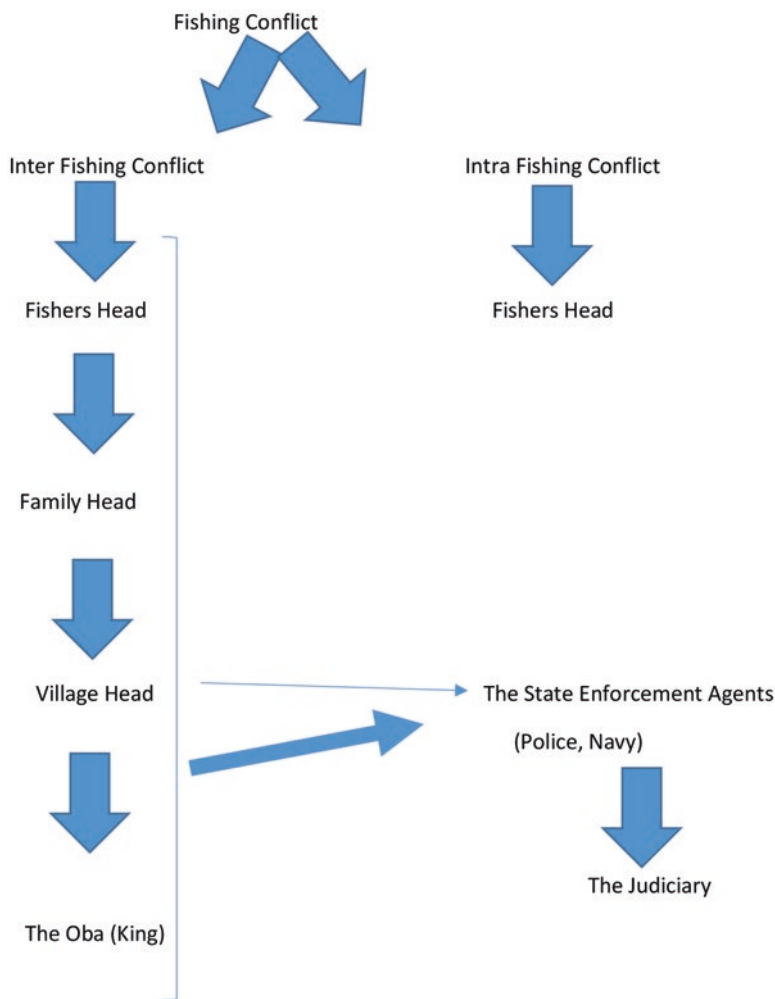 Fishing Conflict
Inter Fishing Conflict
Intra Fishing Conflict
Fishers Head
Fishers Head
Family Head
Village Head
The State Enforcement Agents
(Police, Navy)
The Judiciary
The Oba (King)